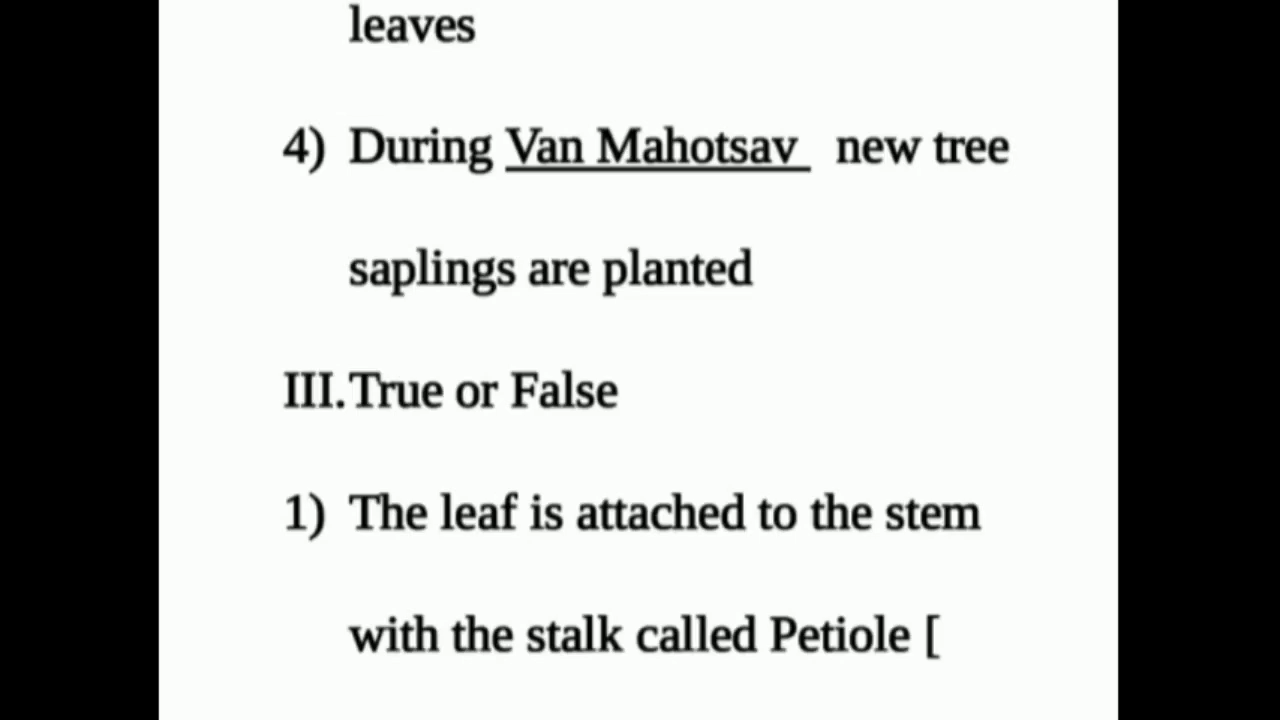 leaves
4) During Van Mahotsav new tree
saplings are planted
III. True or False
1) The leaf is attached to the stem
with the stalk called Petiole [